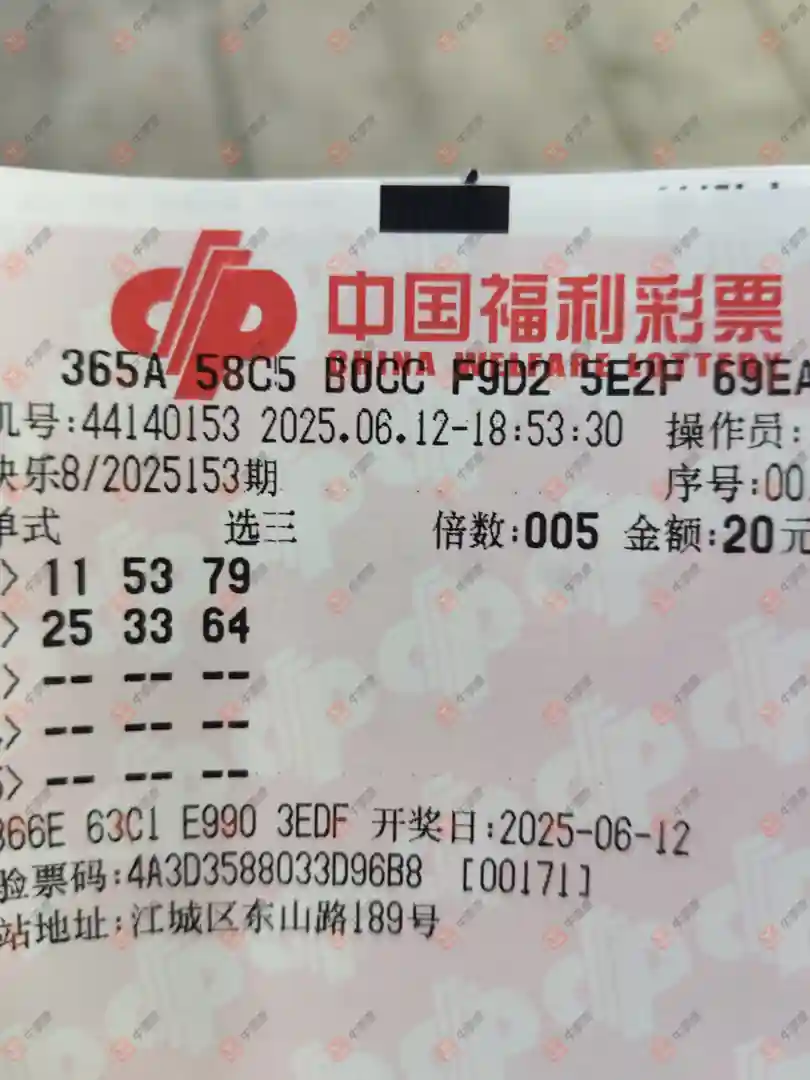 中国福利彩票
CHINA WELFARE LOTTERY
365A 58C5 B0CC F9D2 5E2F 69EA
机号:44140153 2025.06.12-18:53:30 操作员:
快乐8/2025153期 序号:00
单式 选三 倍数:005 金额:20元
> 11 53 79
> 25 33 64
> -- -- --
> -- -- --
> -- -- --
366E 63C1 E990 3EDF 开奖日:2025-06-12
验票码:4A3D3588033D96B8 [00171]
站地址:江城区东山路189号